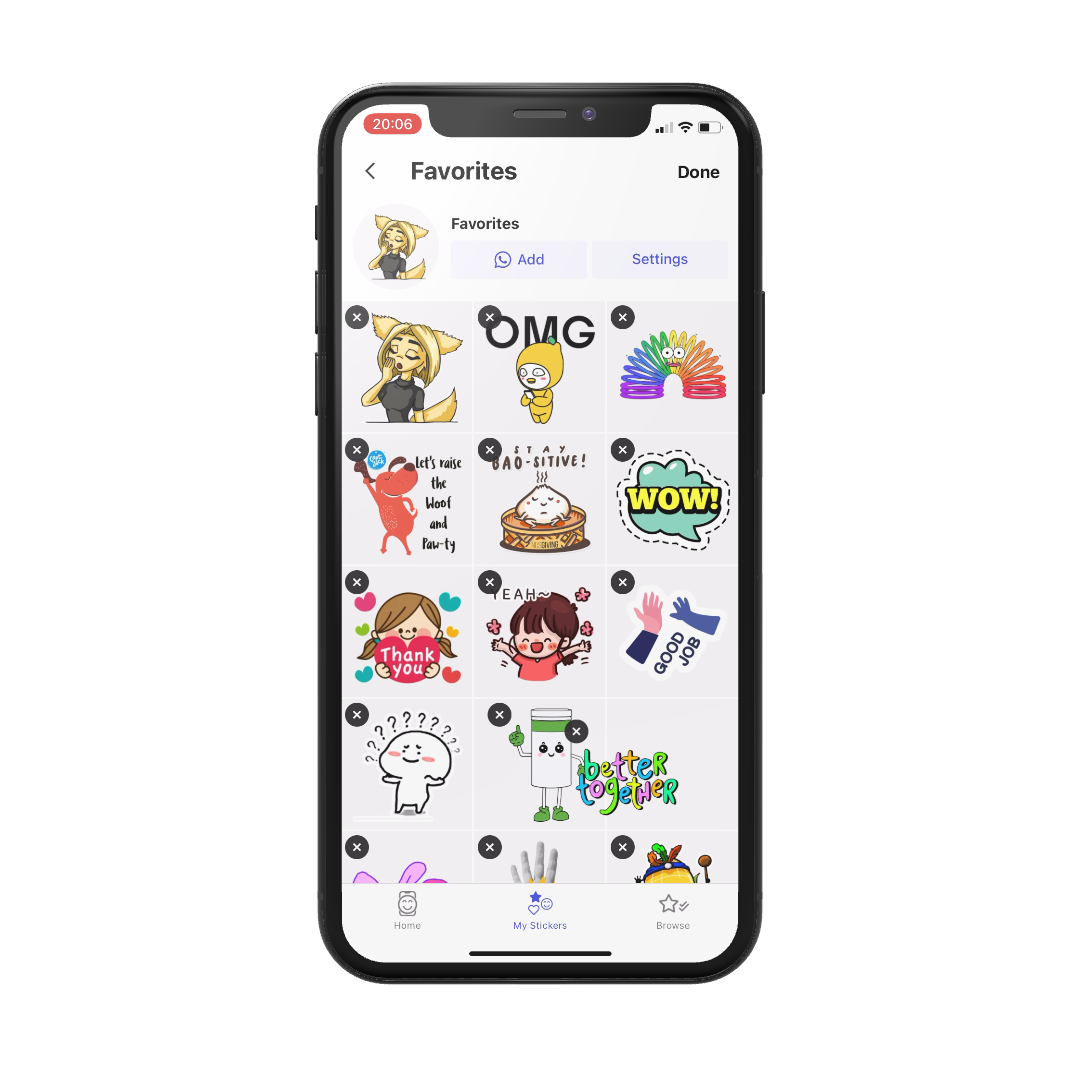 20:06
Favorites
Done
Favorites
Add
Settings
OMG
Let's raise
the
Woof
and
Paw-ty
STAY
BAO-SITIVE!
GIVING
WOW!
Thank
you
YEAH~
GOOD
JOB
? ? ? ? ? ? ? ? ?
better
together
Home
My Stickers
Browse